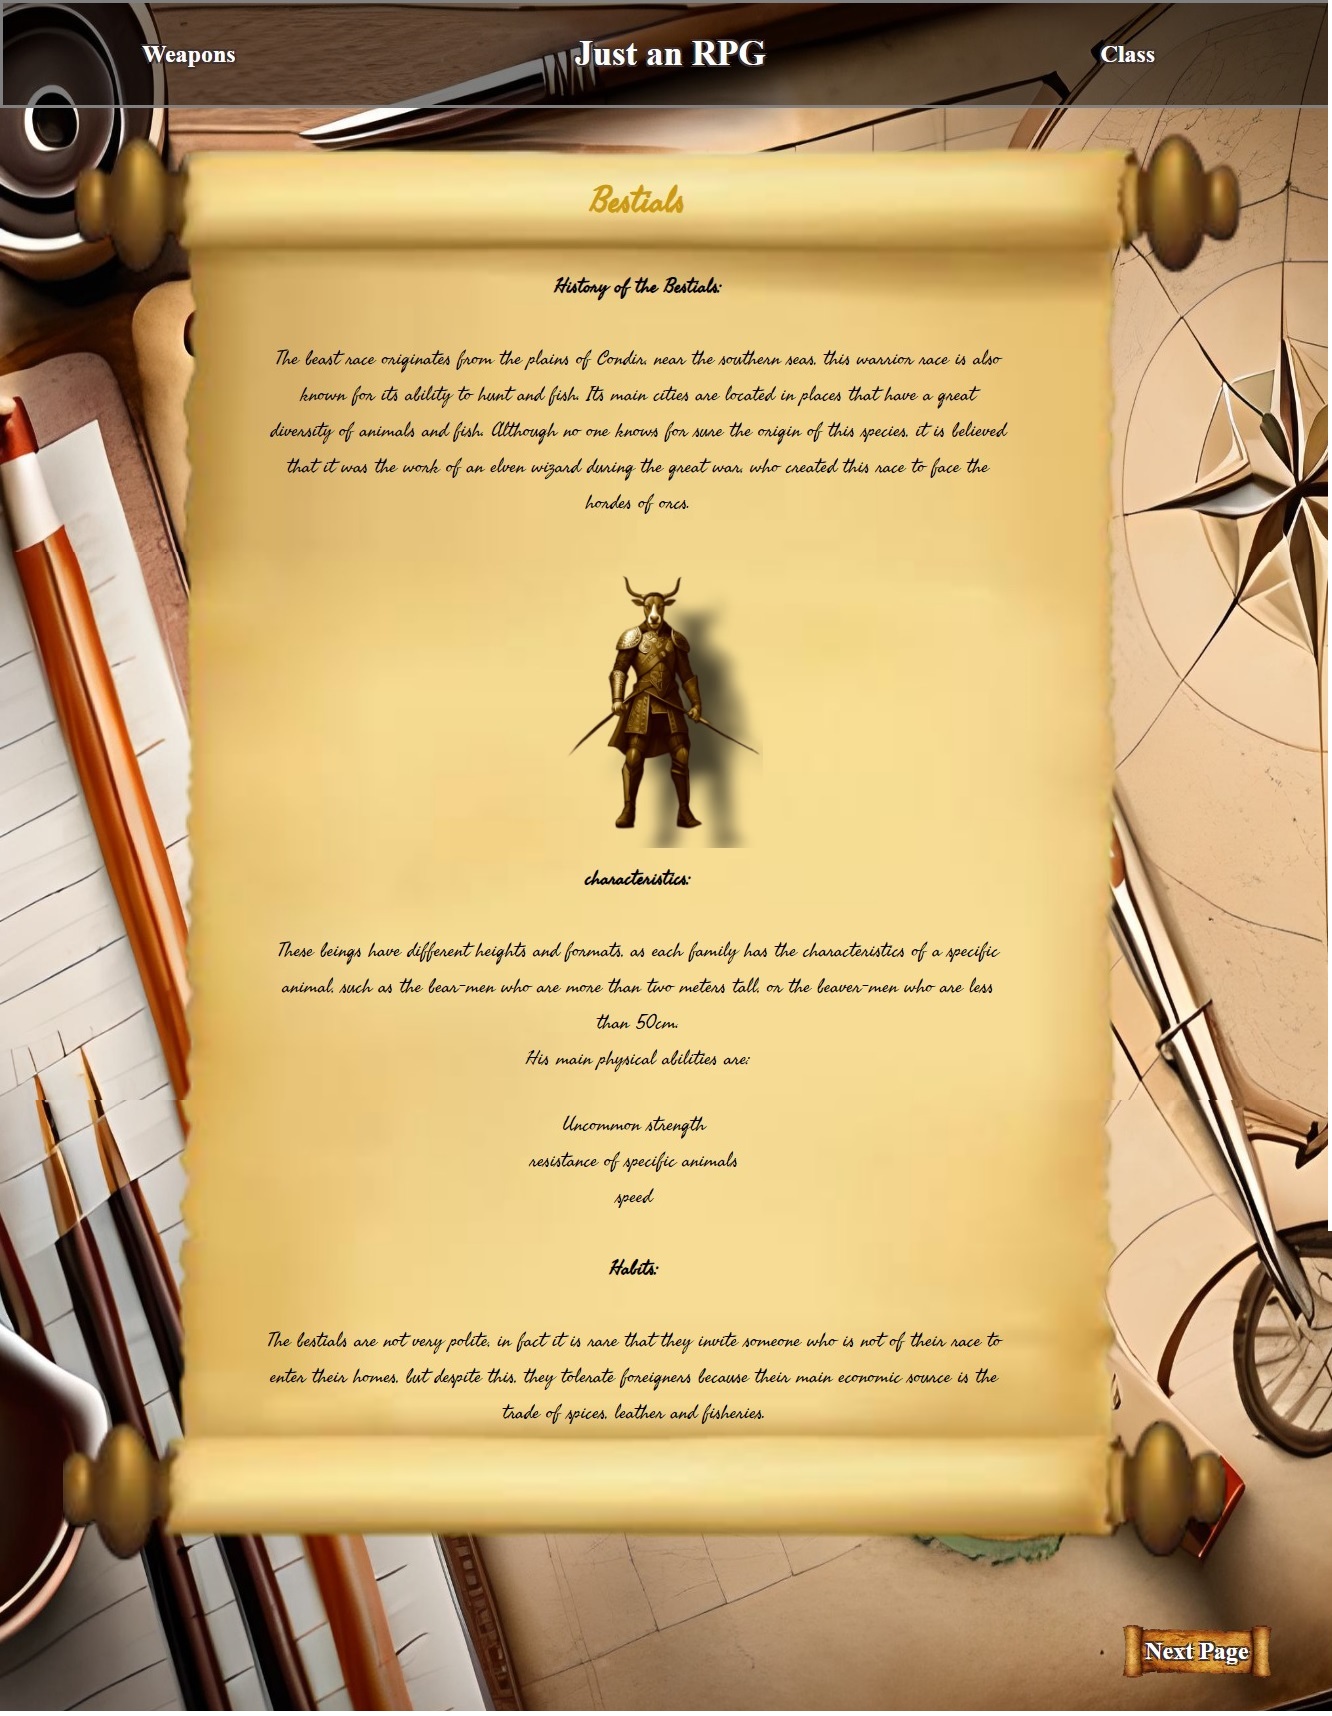 Weapons
Just an RPG
Class
Bestials
History of the Bestials:
The beast race originates from the plains of Condir, near the southern seas, this warrior race is also
known for its ability to hunt and fish. Its main cities are located in places that have a great
diversity of animals and fish. Although no one knows for sure the origin of this species, it is believed
that it was the work of an elven wizard during the great war, who created this race to face the
hordes of orcs.
characteristics:
These beings have different heights and formats, as each family has the characteristics of a specific
animal, such as the bear-men who are more than two meters tall, or the beaver-men who are less
than 50cm.
His main physical abilities are:
Uncommon strength
resistance of specific animals
speed
Habits:
The bestials are not very polite, in fact it is rare that they invite someone who is not of their race to
enter their homes, but despite this, they tolerate foreigners because their main economic source is the
trade of spices, leather and fisheries.
Next Page